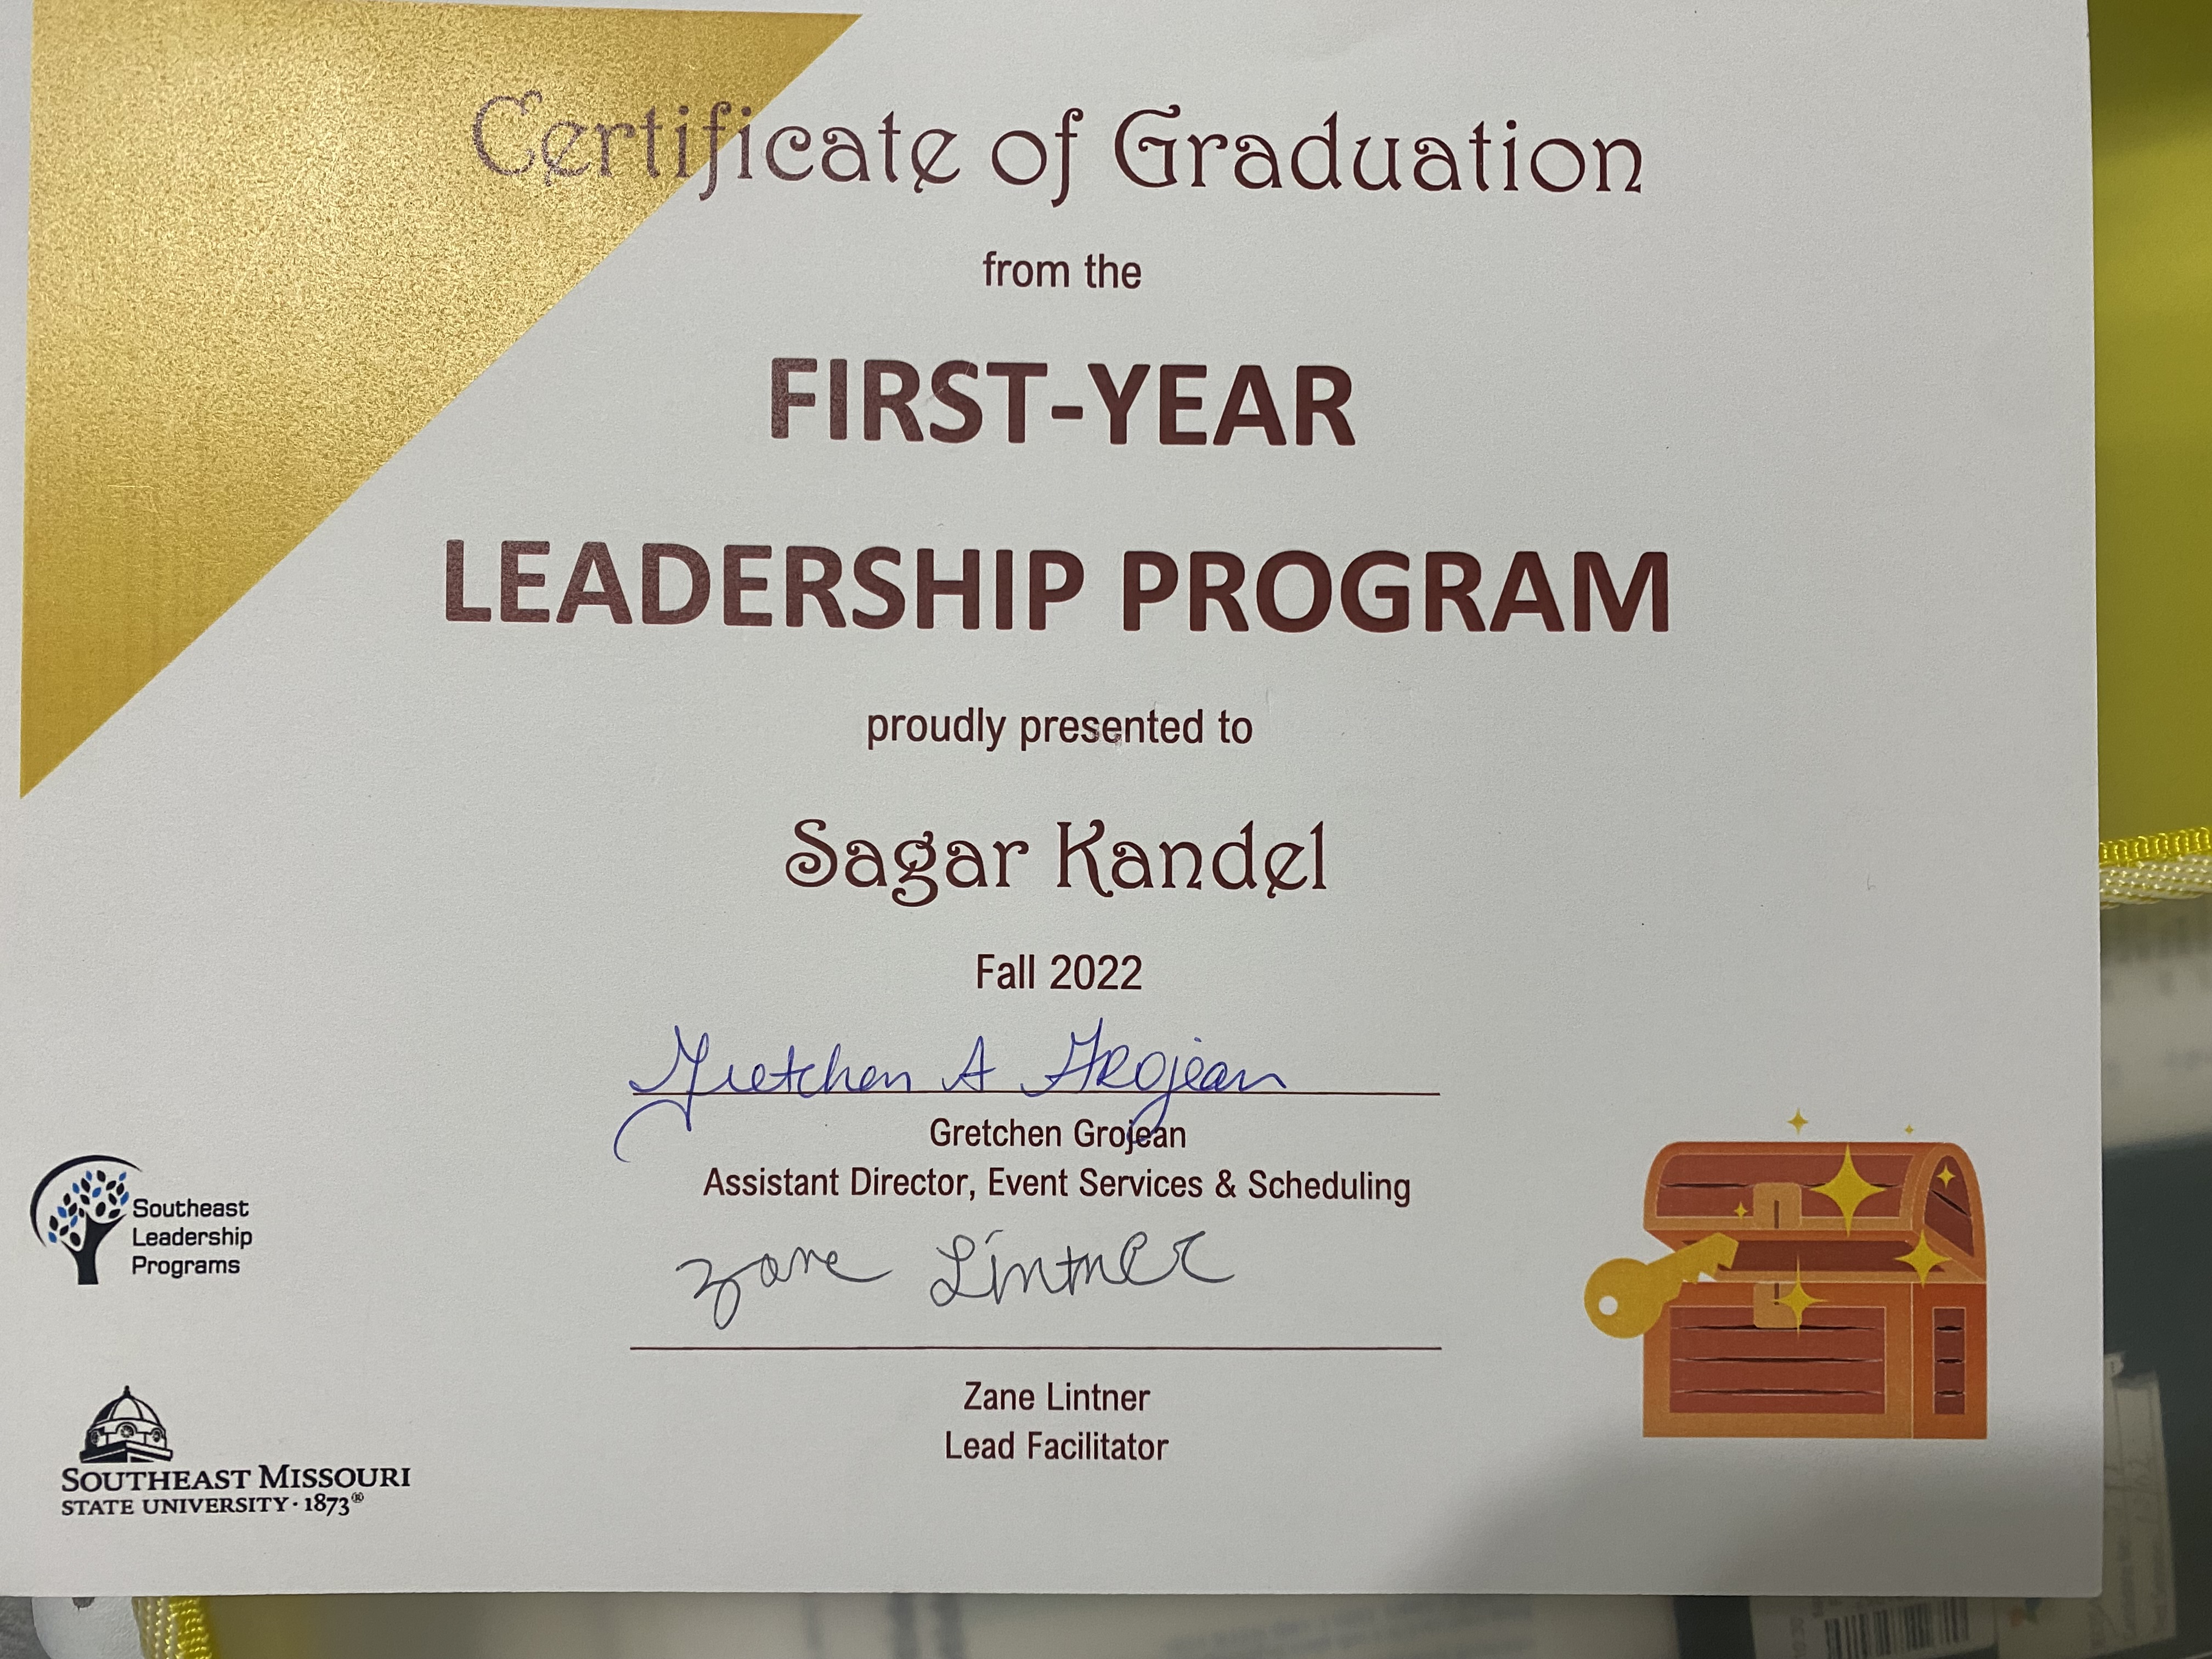 Certificate of Graduation
from the
FIRST-YEAR
LEADERSHIP PROGRAM
proudly presented to
Sagar Kandel
Fall 2022
Gretchen A Grojean
Gretchen Grojean
Assistant Director, Event Services & Scheduling
Zane Lintner
Zane Lintner
Lead Facilitator
Southeast
Leadership
Programs
SOUTHEAST MISSOURI
STATE UNIVERSITY · 1873®